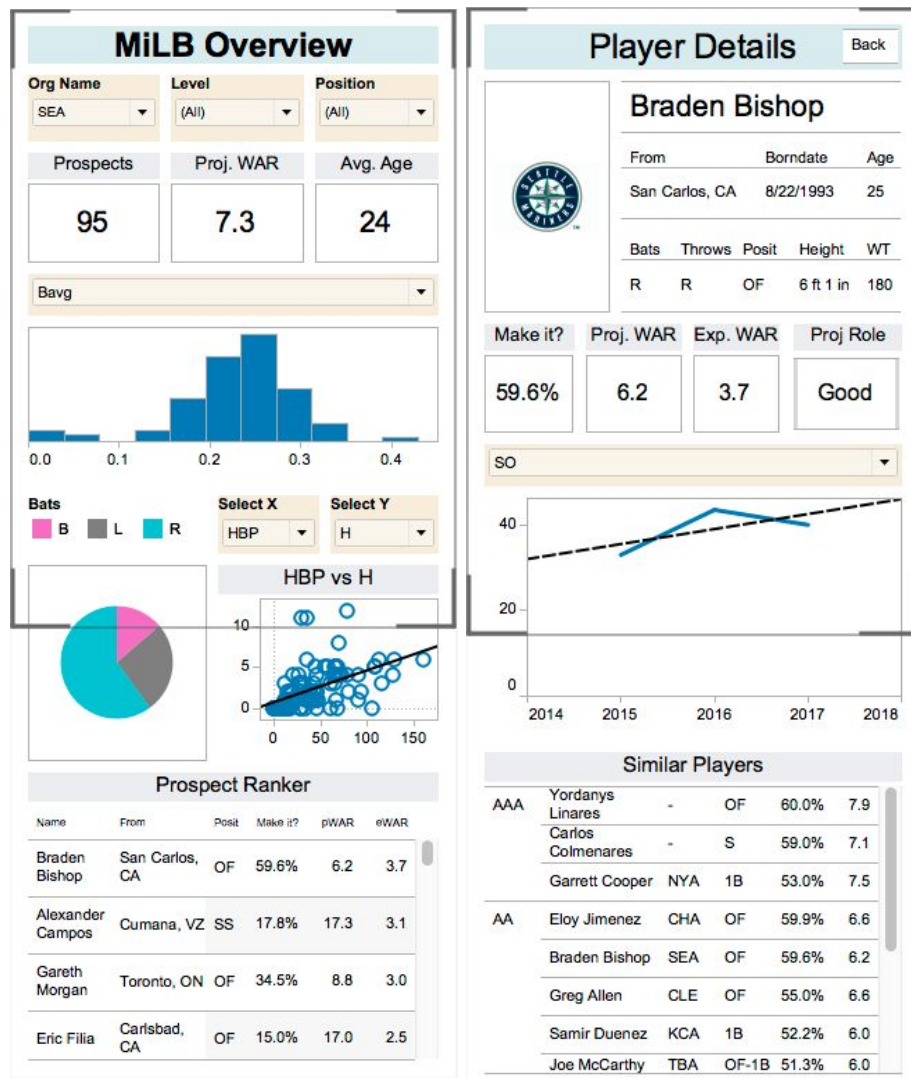 MiLB Overview
Org Name Level Position
SEA (All) (All)
Prospects Proj. WAR Avg. Age
95 7.3 24
Bavg
0.0 0.1 0.2 0.3 0.4
Bats Select X Select Y
B L R HBP H
HBP vs H
10
5
0
0 50 100 150
Prospect Ranker
Name From Posit Make it? pWAR eWAR
Braden Bishop San Carlos, CA OF 59.6% 6.2 3.7
Alexander Campos Cumana, VZ SS 17.8% 17.3 3.1
Gareth Morgan Toronto, ON OF 34.5% 8.8 3.0
Eric Filia Carlsbad, CA OF 15.0% 17.0 2.5
Player Details Back
SEATTLE
MARINERS
TM
Braden Bishop
From Borndate Age
San Carlos, CA 8/22/1993 25
Bats Throws Posit Height WT
R R OF 6 ft 1 in 180
Make it? Proj. WAR Exp. WAR Proj Role
59.6% 6.2 3.7 Good
SO
40
20
0
2014 2015 2016 2017 2018
Similar Players
AAA Yordanys Linares - OF 60.0% 7.9
Carlos Colmenares - S 59.0% 7.1
Garrett Cooper NYA 1B 53.0% 7.5
AA Eloy Jimenez CHA OF 59.9% 6.6
Braden Bishop SEA OF 59.6% 6.2
Greg Allen CLE OF 55.0% 6.6
Samir Duenez KCA 1B 52.2% 6.0
Joe McCarthy TBA OF-1B 51.3% 6.0